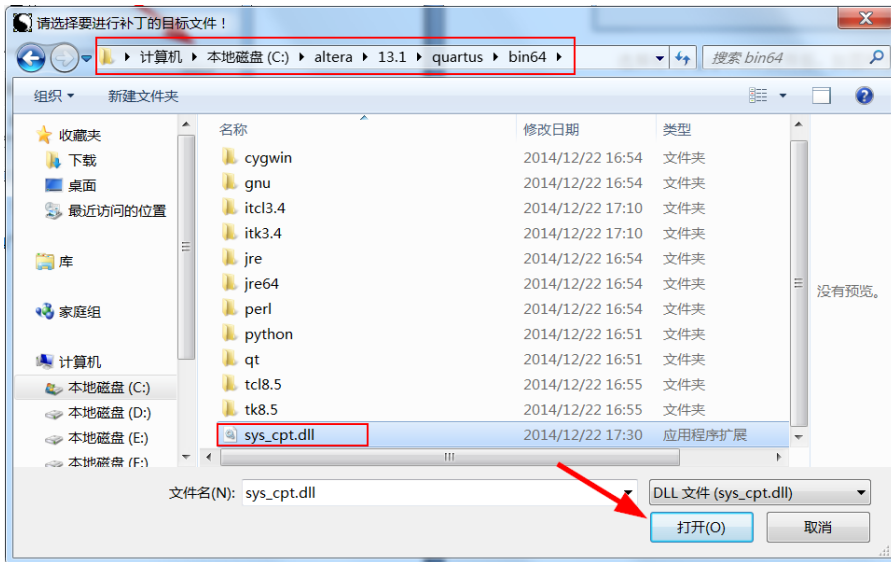 请选择要进行补丁的目标文件！
计算机 本地磁盘 (C:) altera 13.1 quartus bin64
搜索 bin64
组织 新建文件夹
收藏夹
下载
桌面
最近访问的位置
库
家庭组
计算机
本地磁盘 (C:)
本地磁盘 (D:)
本地磁盘 (E:)
本地磁盘 (F:)
名称 修改日期 类型
cygwin 2014/12/22 16:54 文件夹
gnu 2014/12/22 16:54 文件夹
itcl3.4 2014/12/22 17:10 文件夹
itk3.4 2014/12/22 17:10 文件夹
jre 2014/12/22 16:54 文件夹
jre64 2014/12/22 16:54 文件夹
perl 2014/12/22 16:54 文件夹
python 2014/12/22 16:51 文件夹
qt 2014/12/22 16:51 文件夹
tcl8.5 2014/12/22 16:55 文件夹
tk8.5 2014/12/22 16:55 文件夹
sys_cpt.dll 2014/12/22 17:30 应用程序扩展
没有预览。
文件名(N): sys_cpt.dll
DLL 文件 (sys_cpt.dll)
打开(O) 取消